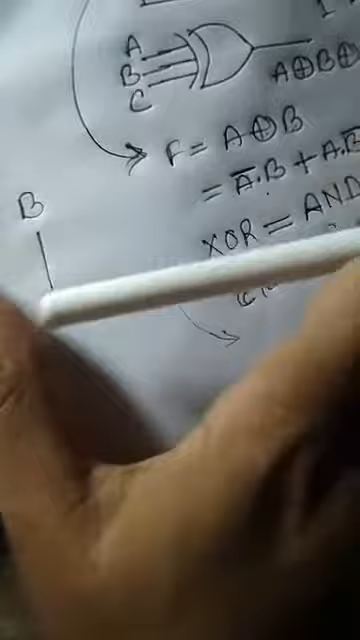 A
B
C
A⊕B⊕
F = A⊕B
= A̅.B + A.B̅
B
XOR = AND